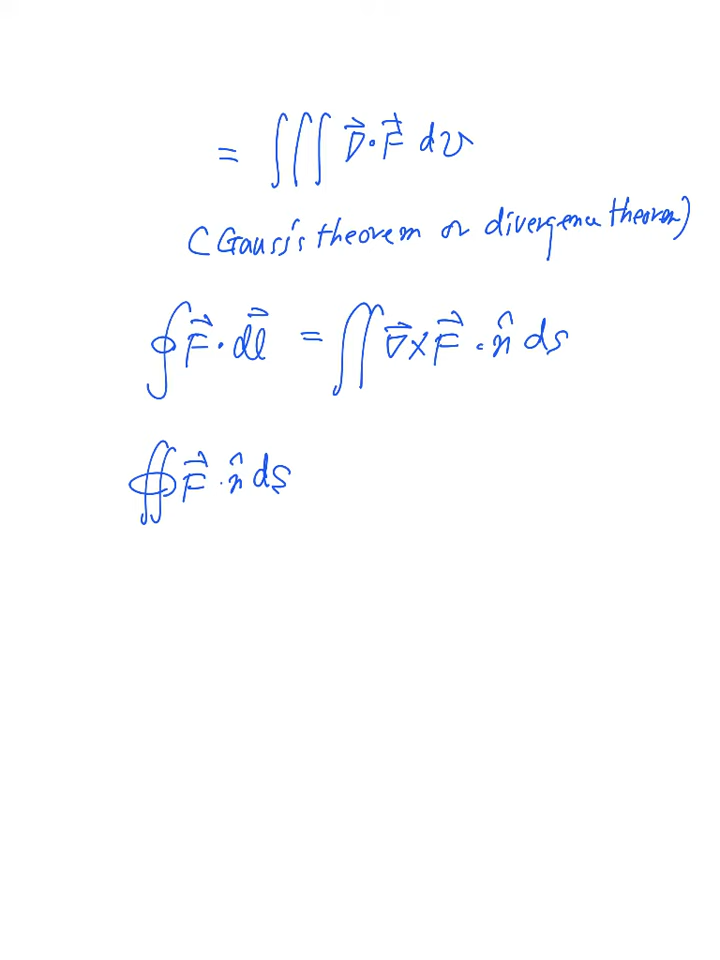 = ∭ ∇⃗·F⃗ dv
(Gauss's theorem or divergence theorem)
∮ F⃗·dl⃗ = ∬ ∇⃗×F⃗·n̂ ds
∯ F⃗·n̂ ds